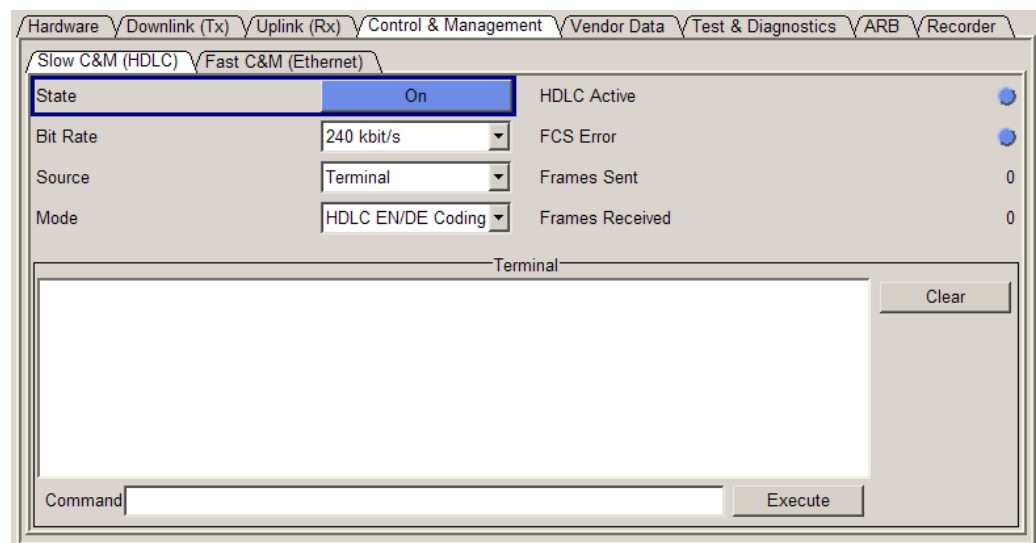 Hardware Downlink (Tx) Uplink (Rx) Control & Management Vendor Data Test & Diagnostics ARB Recorder
Slow C&M (HDLC) Fast C&M (Ethernet)
State On HDLC Active
Bit Rate 240 kbit/s FCS Error
Source Terminal Frames Sent 0
Mode HDLC EN/DE Coding Frames Received 0
Terminal
Clear
Command Execute